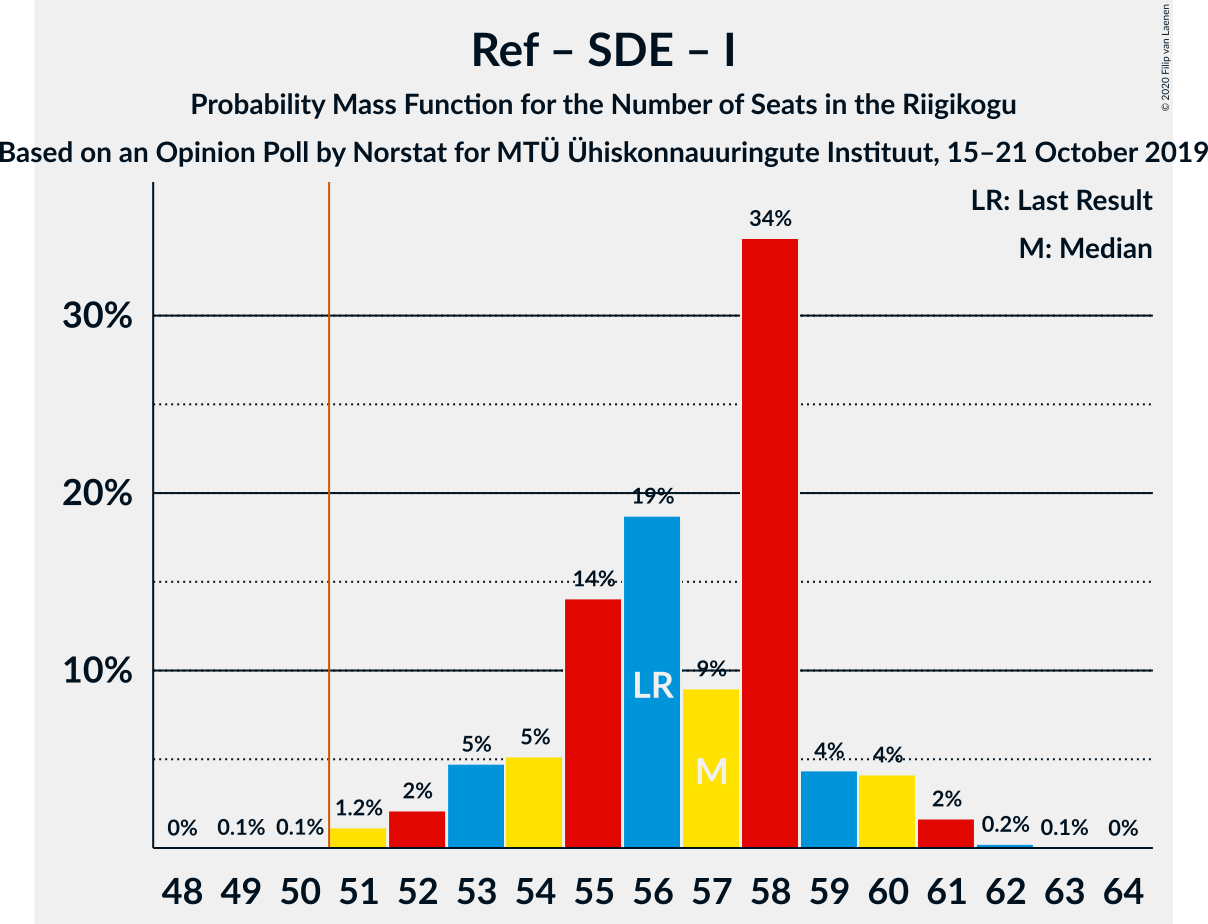 Ref – SDE – I
Probability Mass Function for the Number of Seats in the Riigikogu
Based on an Opinion Poll by Norstat for MTÜ Ühiskonnauuringute Instituut, 15–21 October 2019
© 2020 Filip van Laenen
LR: Last Result
M: Median
30%
20%
10%
0% 0.1% 0.1% 1.2% 2% 5% 5% 14% 19% 9% 34% 4% 4% 2% 0.2% 0.1% 0%
LR
M
48 49 50 51 52 53 54 55 56 57 58 59 60 61 62 63 64